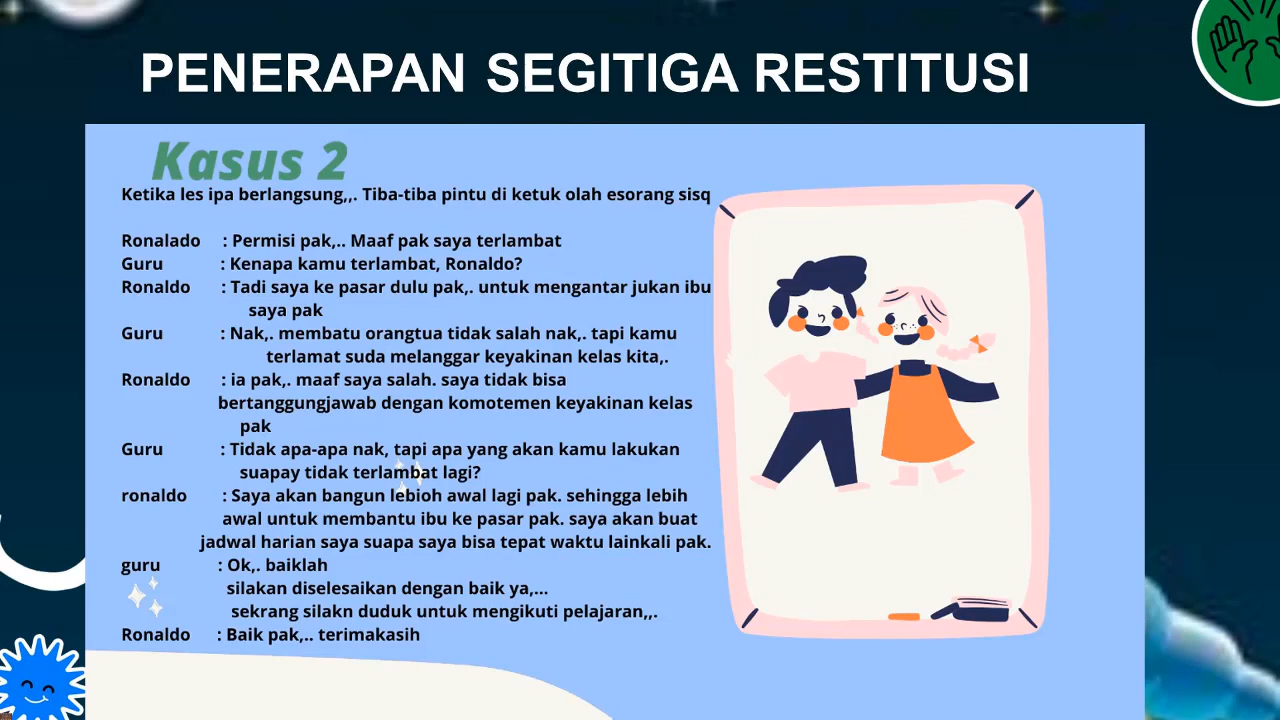 PENERAPAN SEGITIGA RESTITUSI
Kasus 2
Ketika les ipa berlangsung,,. Tiba-tiba pintu di ketuk olah esorang sisq
Ronalado : Permisi pak,.. Maaf pak saya terlambat
Guru : Kenapa kamu terlambat, Ronaldo?
Ronaldo : Tadi saya ke pasar dulu pak,. untuk mengantar jukan ibu
saya pak
Guru : Nak,. membatu orangtua tidak salah nak,. tapi kamu
terlamat suda melanggar keyakinan kelas kita,.
Ronaldo : ia pak,. maaf saya salah. saya tidak bisa
bertanggungjawab dengan komotemen keyakinan kelas
pak
Guru : Tidak apa-apa nak, tapi apa yang akan kamu lakukan
suapay tidak terlambat lagi?
ronaldo : Saya akan bangun lebioh awal lagi pak. sehingga lebih
awal untuk membantu ibu ke pasar pak. saya akan buat
jadwal harian saya suapa saya bisa tepat waktu lainkali pak.
guru : Ok,. baiklah
silakan diselesaikan dengan baik ya,...
sekrang silakn duduk untuk mengikuti pelajaran,,.
Ronaldo : Baik pak,.. terimakasih